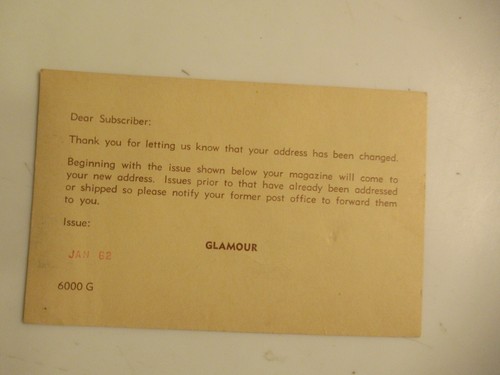 Dear Subscriber:
Thank you for letting us know that your address has been changed.
Beginning with the issue shown below your magazine will come to
your new address. Issues prior to that have already been addressed
or shipped so please notify your former post office to forward them
to you.
Issue:
GLAMOUR
JAN 62
6000 G